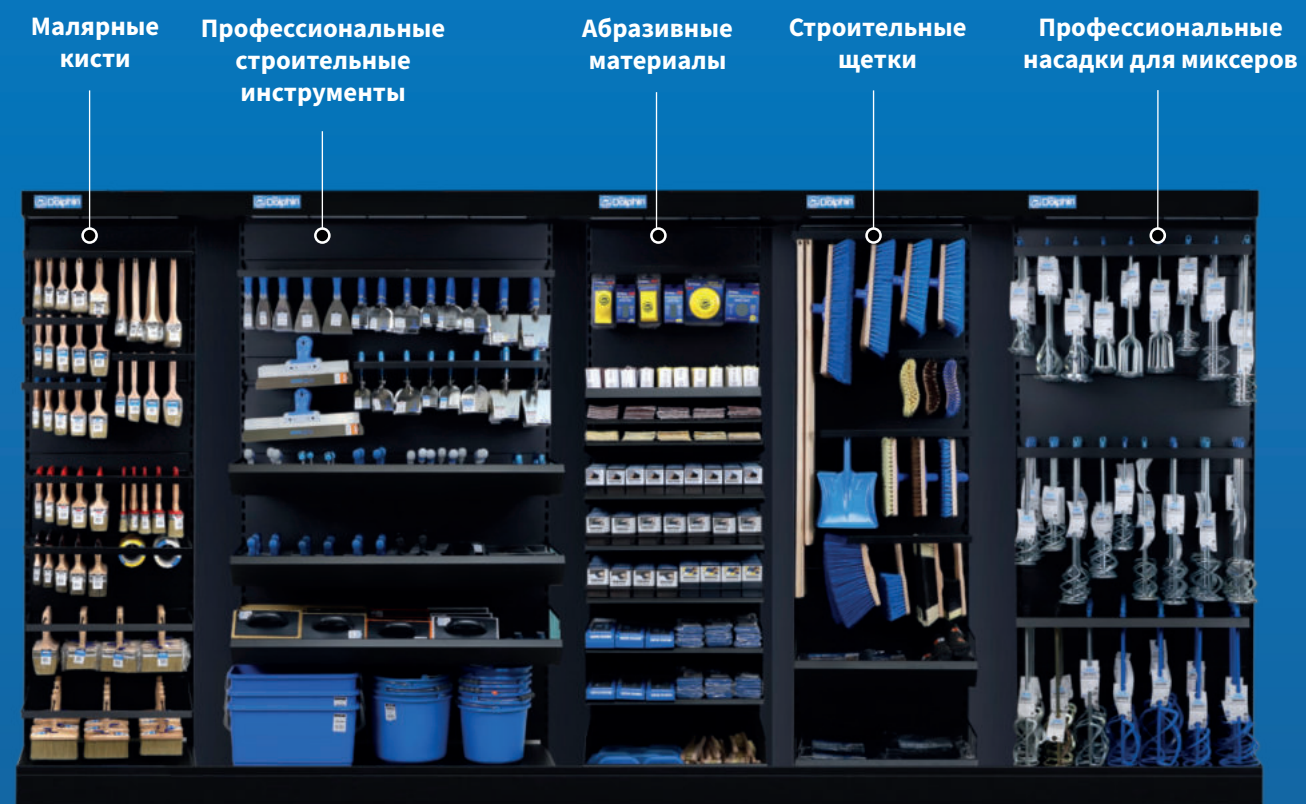 Малярные
кисти
Профессиональные
строительные
инструменты
Абразивные
материалы
Строительные
щетки
Профессиональные
насадки для миксеров
Dolphin
Dolphin
Dolphin
Dolphin
Dolphin